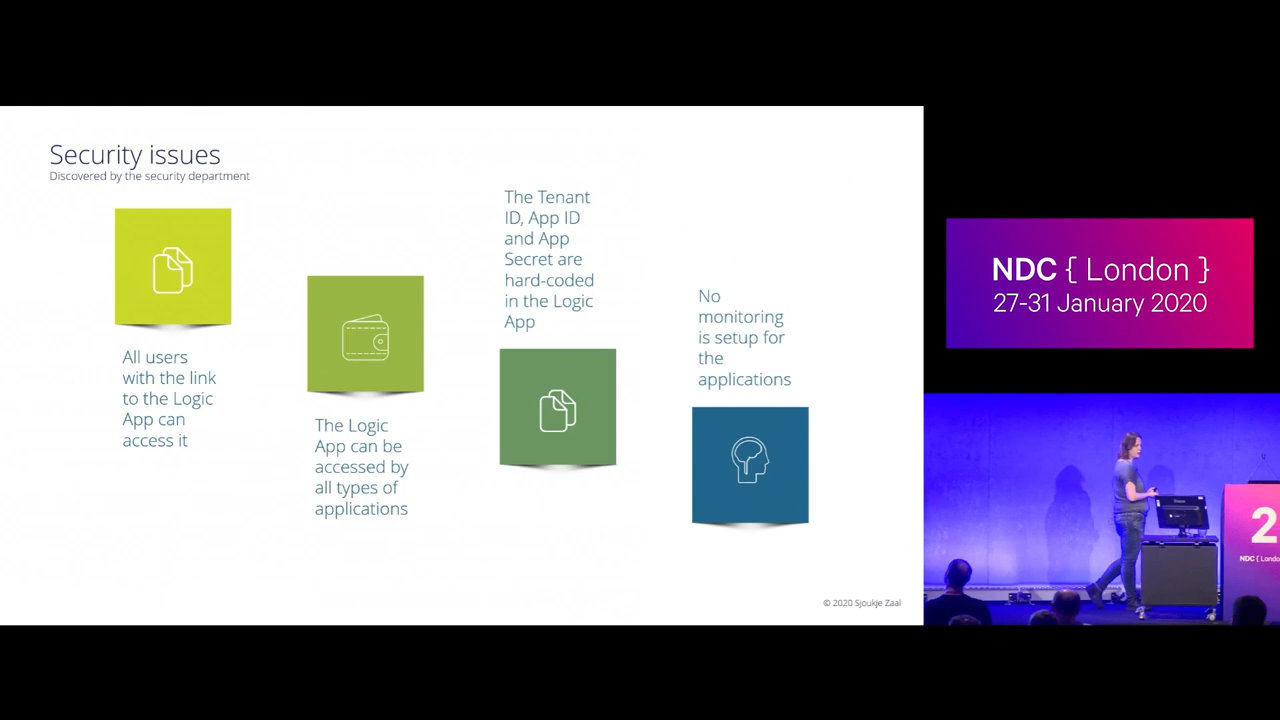 Security issues
Discovered by the security department
All users
with the link
to the Logic
App can
access it
The Logic
App can be
accessed by
all types of
applications
The Tenant
ID, App ID
and App
Secret are
hard-coded
in the Logic
App
No
monitoring
is setup for
the
applications
© 2020 Sjoukje Zaal
NDC { London }
27-31 January 2020
2
NDC { Londo